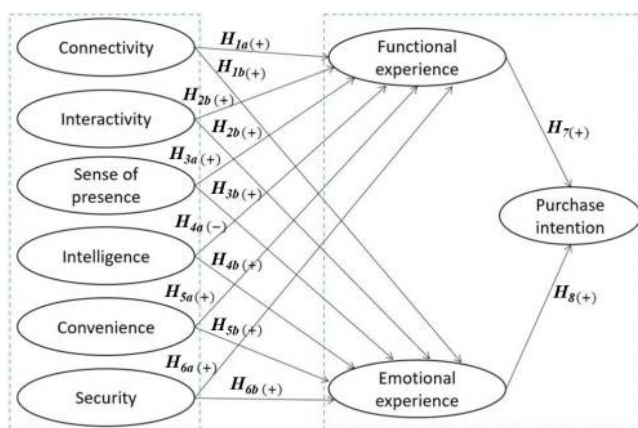 Connectivity
Interactivity
Sense of
presence
Intelligence
Convenience
Security
H1a(+)
H1b(+)
H2b(+)
H2b(+)
H3a(+)
H3b(+)
H4a(−)
H4b(+)
H5a(+)
H5b(+)
H6a(+)
H6b(+)
Functional
experience
Emotional
experience
H7(+)
H8(+)
Purchase
intention